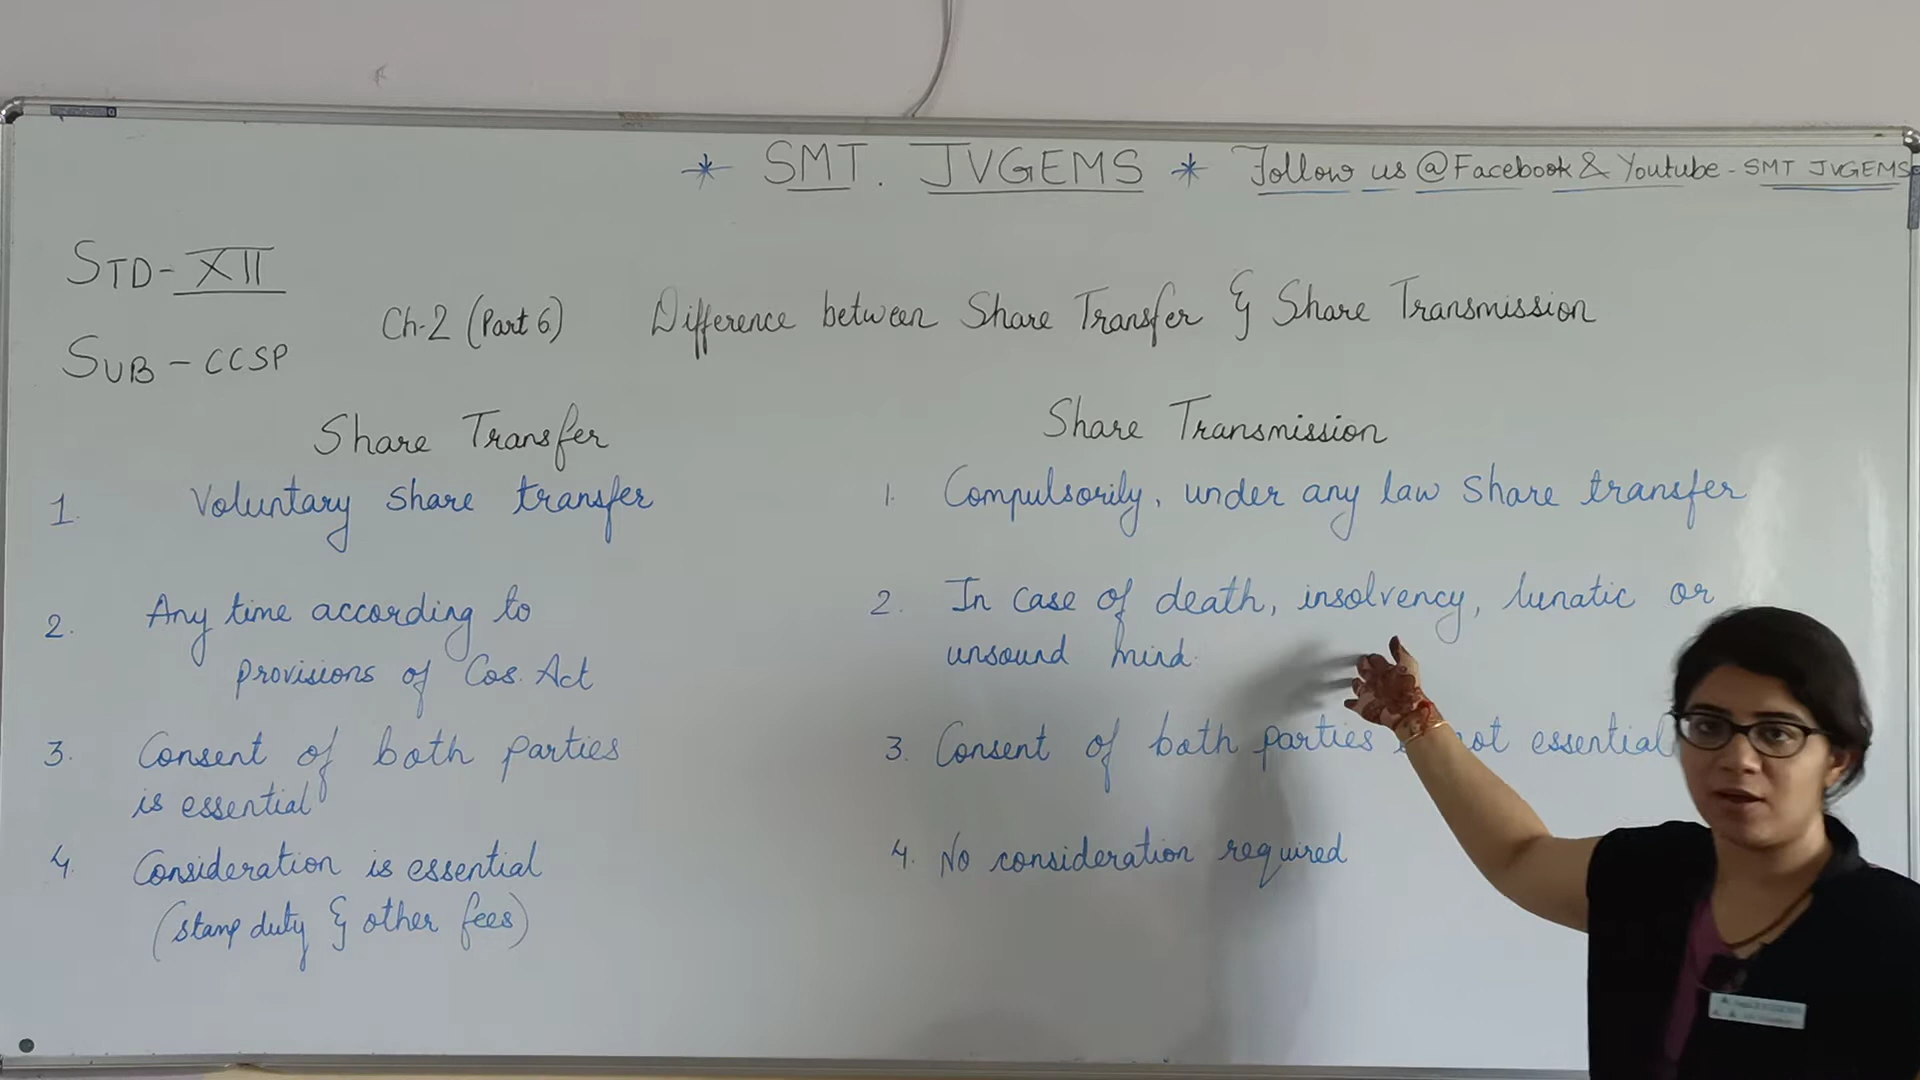 * SMT. JVGEMS * Follow us @Facebook & Youtube - SMT JVGEMS
STD - XII
SUB - CCSP
Ch-2 (Part 6) Difference between Share Transfer & Share Transmission
Share Transfer
1. Voluntary share transfer
2. Any time according to
provisions of Cos. Act
3. Consent of both parties
is essential
4. Consideration is essential
(stamp duty & other fees)
Share Transmission
1. Compulsorily, under any law share transfer
2. In case of death, insolvency, lunatic or
unsound mind.
3. Consent of both parties not essential
4. No consideration required